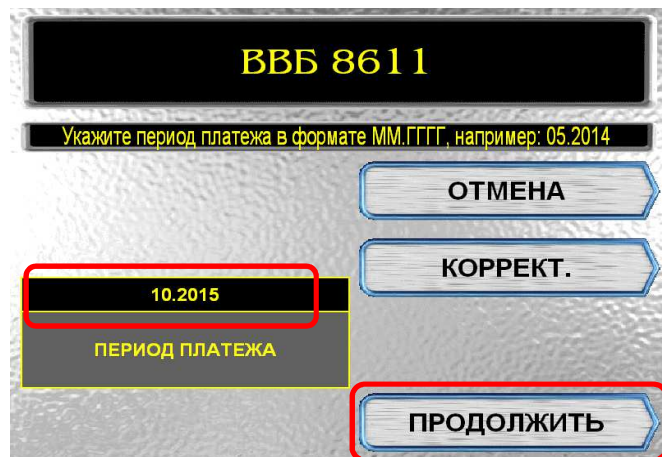 ВВБ 8611
Укажите период платежа в формате ММ.ГГГГ, например: 05.2014
ОТМЕНА
КОРРЕКТ.
10.2015
ПЕРИОД ПЛАТЕЖА
ПРОДОЛЖИТЬ